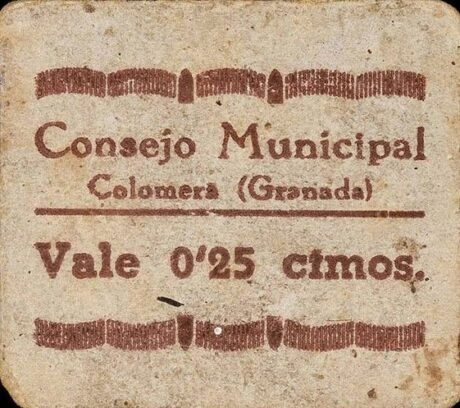 Consejo Municipal
Colomera (Granada)
Vale 0'25 ctmos.